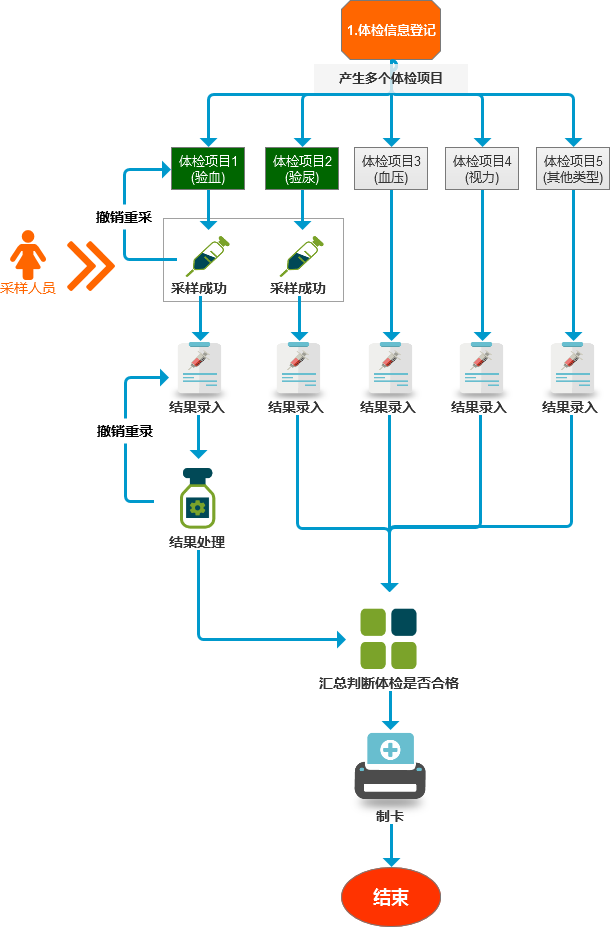 1.体检信息登记
产生多个体检项目
体检项目1
(验血)
体检项目2
(验尿)
体检项目3
(血压)
体检项目4
(视力)
体检项目5
(其他类型)
撤销重采
采样人员
采样成功
采样成功
结果录入
结果录入
结果录入
结果录入
结果录入
撤销重录
结果处理
汇总判断体检是否合格
制卡
结束